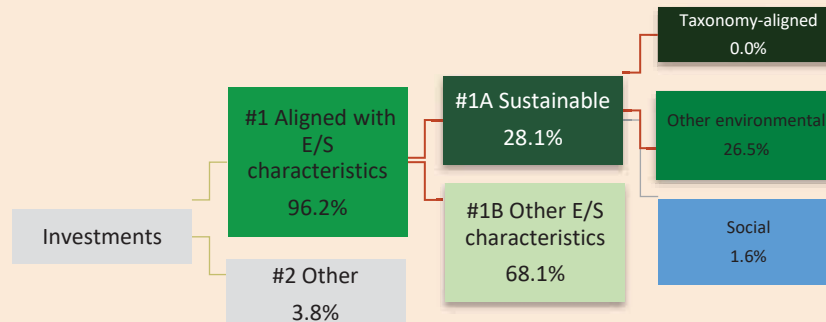 Investments
#1 Aligned with
E/S
characteristics
96.2%
#2 Other
3.8%
#1A Sustainable
28.1%
#1B Other E/S
characteristics
68.1%
Taxonomy-aligned
0.0%
Other environmental
26.5%
Social
1.6%